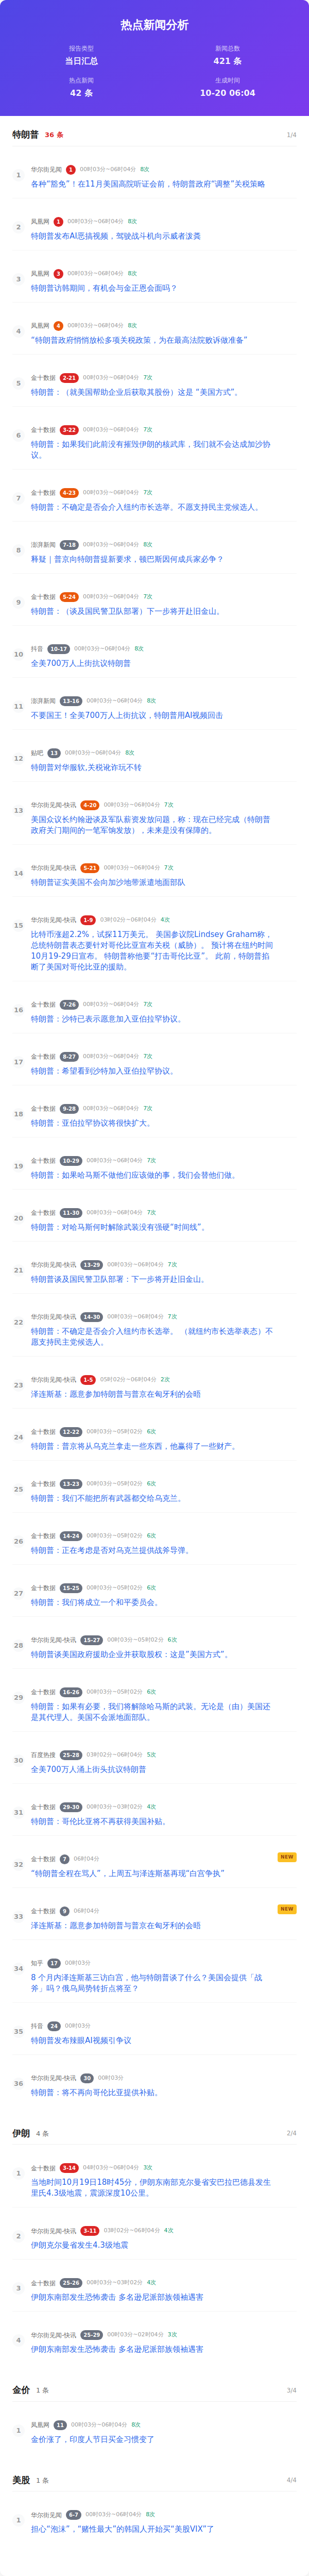 热点新闻分析
报告类型
当日汇总
新闻总数
421 条
热点新闻
42 条
生成时间
10-20 06:04
特朗普 36 条 1/4
1 华尔街见闻 1 00时03分~06时04分 8次
各种“豁免”！在11月美国高院听证会前，特朗普政府“调整”关税策略
2 凤凰网 1 00时03分~06时04分 8次
特朗普发布AI恶搞视频，驾驶战斗机向示威者泼粪
3 凤凰网 3 00时03分~06时04分 8次
特朗普访韩期间，有机会与金正恩会面吗？
4 凤凰网 4 00时03分~06时04分 8次
“特朗普政府悄悄放松多项关税政策，为在最高法院败诉做准备”
5 金十数据 2-21 00时03分~06时04分 7次
特朗普：（就美国帮助企业后获取其股份）这是 “美国方式”。
6 金十数据 3-22 00时03分~06时04分 7次
特朗普：如果我们此前没有摧毁伊朗的核武库，我们就不会达成加沙协
议。
7 金十数据 4-23 00时03分~06时04分 7次
特朗普：不确定是否会介入纽约市长选举。不愿支持民主党候选人。
8 澎湃新闻 7-18 00时03分~06时04分 8次
释疑｜普京向特朗普提新要求，顿巴斯因何成兵家必争？
9 金十数据 5-24 00时03分~06时04分 7次
特朗普：（谈及国民警卫队部署）下一步将开赴旧金山。
10 抖音 10-17 00时03分~06时04分 8次
全美700万人上街抗议特朗普
11 澎湃新闻 13-16 00时03分~06时04分 8次
不要国王！全美700万人上街抗议，特朗普用AI视频回击
12 贴吧 13 00时03分~06时04分 8次
特朗普对华服软,关税讹诈玩不转
13 华尔街见闻-快讯 4-20 00时03分~06时04分 7次
美国众议长约翰逊谈及军队薪资发放问题，称：现在已经完成（特朗普
政府关门期间的一笔军饷发放），未来是没有保障的。
14 华尔街见闻-快讯 5-21 00时03分~06时04分 7次
特朗普证实美国不会向加沙地带派遣地面部队
15 华尔街见闻-快讯 1-9 03时02分~06时04分 4次
比特币涨超2.2%，试探11万美元。 美国参议院Lindsey Graham称，
总统特朗普表态要针对哥伦比亚宣布关税（威胁）。 预计将在纽约时间
10月19-29日宣布。 特朗普称他要“打击哥伦比亚”。 此前，特朗普掐
断了美国对哥伦比亚的援助。
16 金十数据 7-26 00时03分~06时04分 7次
特朗普：沙特已表示愿意加入亚伯拉罕协议。
17 金十数据 8-27 00时03分~06时04分 7次
特朗普：希望看到沙特加入亚伯拉罕协议。
18 金十数据 9-28 00时03分~06时04分 7次
特朗普：亚伯拉罕协议将很快扩大。
19 金十数据 10-29 00时03分~06时04分 7次
特朗普：如果哈马斯不做他们应该做的事，我们会替他们做。
20 金十数据 11-30 00时03分~06时04分 7次
特朗普：对哈马斯何时解除武装没有强硬“时间线”。
21 华尔街见闻-快讯 13-29 00时03分~06时04分 7次
特朗普谈及国民警卫队部署：下一步将开赴旧金山。
22 华尔街见闻-快讯 14-30 00时03分~06时04分 7次
特朗普：不确定是否会介入纽约市长选举。 （就纽约市长选举表态）不
愿支持民主党候选人。
23 华尔街见闻-快讯 1-5 05时02分~06时04分 2次
泽连斯基：愿意参加特朗普与普京在匈牙利的会晤
24 金十数据 12-22 00时03分~05时02分 6次
特朗普：普京将从乌克兰拿走一些东西，他赢得了一些财产。
25 金十数据 13-23 00时03分~05时02分 6次
特朗普：我们不能把所有武器都交给乌克兰。
26 金十数据 14-24 00时03分~05时02分 6次
特朗普：正在考虑是否对乌克兰提供战斧导弹。
27 金十数据 15-25 00时03分~05时02分 6次
特朗普：我们将成立一个和平委员会。
28 华尔街见闻-快讯 15-27 00时03分~05时02分 6次
特朗普谈美国政府援助企业并获取股权：这是“美国方式”。
29 金十数据 16-26 00时03分~05时02分 6次
特朗普：如果有必要，我们将解除哈马斯的武装。无论是（由）美国还
是其代理人。美国不会派地面部队。
30 百度热搜 25-28 03时02分~06时04分 5次
全美700万人涌上街头抗议特朗普
31 金十数据 29-30 00时03分~03时02分 4次
特朗普：哥伦比亚将不再获得美国补贴。
32 金十数据 7 06时04分 NEW
“特朗普全程在骂人”，上周五与泽连斯基再现“白宫争执”
33 金十数据 9 06时04分 NEW
泽连斯基：愿意参加特朗普与普京在匈牙利的会晤
34 知乎 17 00时03分
8 个月内泽连斯基三访白宫，他与特朗普谈了什么？美国会提供「战
斧」吗？俄乌局势转折点将至？
35 抖音 24 00时03分
特朗普发布辣眼AI视频引争议
36 华尔街见闻-快讯 30 00时03分
特朗普：将不再向哥伦比亚提供补贴。
伊朗 4 条 2/4
1 金十数据 3-14 04时03分~06时04分 3次
当地时间10月19日18时45分，伊朗东南部克尔曼省安巴拉巴德县发生
里氏4.3级地震，震源深度10公里。
2 华尔街见闻-快讯 3-11 03时02分~06时04分 4次
伊朗克尔曼省发生4.3级地震
3 金十数据 25-26 00时03分~03时02分 4次
伊朗东南部发生恐怖袭击 多名逊尼派部族领袖遇害
4 华尔街见闻-快讯 25-29 00时03分~02时04分 3次
伊朗东南部发生恐怖袭击 多名逊尼派部族领袖遇害
金价 1 条 3/4
1 凤凰网 11 00时03分~06时04分 8次
金价涨了，印度人节日买金习惯变了
美股 1 条 4/4
1 华尔街见闻 6-7 00时03分~06时04分 8次
担心“泡沫”，“赌性最大”的韩国人开始买“美股VIX”了